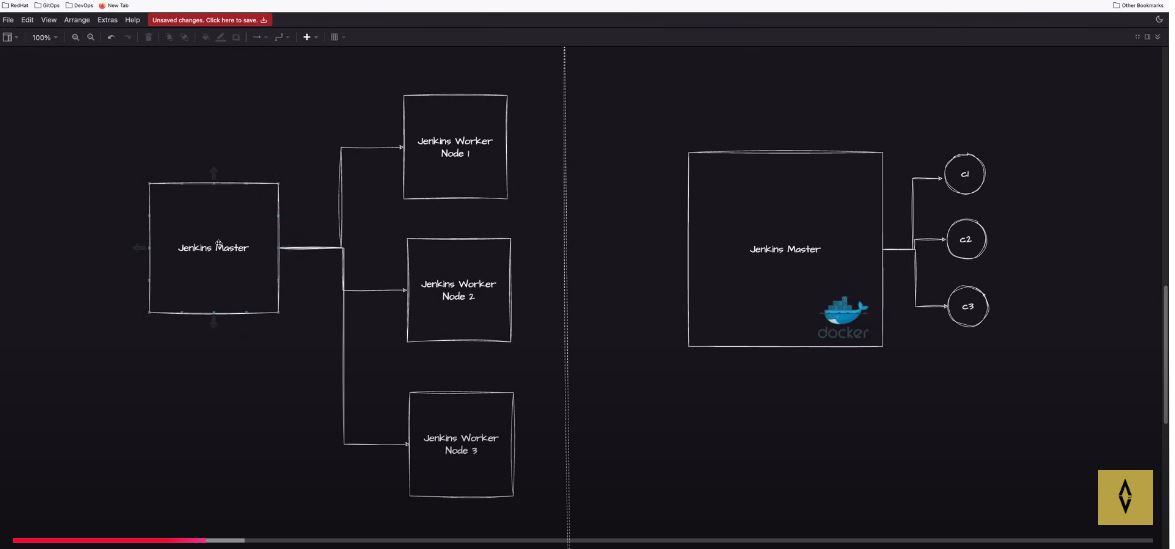 RedHat GitOps DevOps New Tab Other Bookmarks
File Edit View Arrange Extras Help Unsaved changes. Click here to save.
100%
Jenkins Worker
Node 1
Jenkins Master
Jenkins Worker
Node 2
Jenkins Worker
Node 3
Jenkins Master
docker
c1
c2
c3